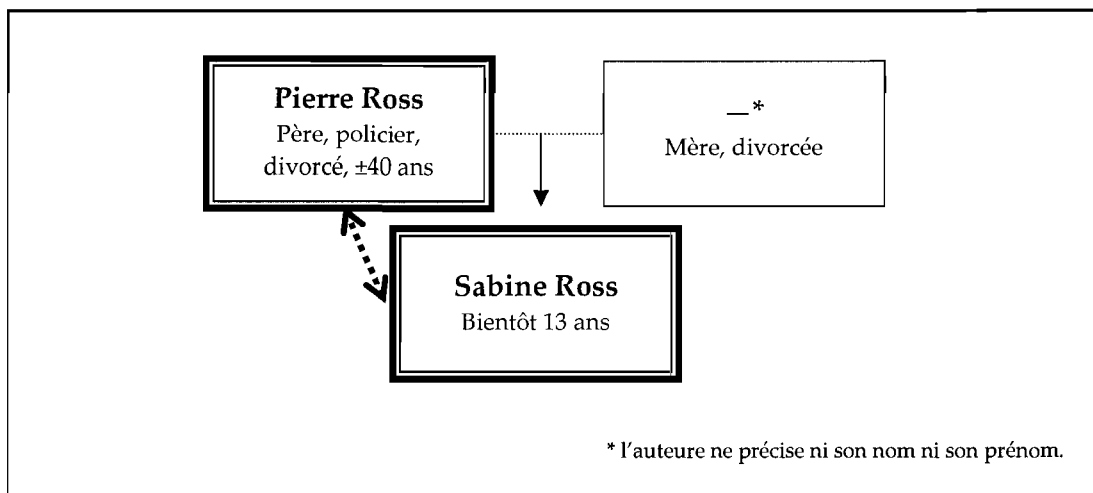 Pierre Ross
Père, policier,
divorcé, ±40 ans
—*
Mère, divorcée
Sabine Ross
Bientôt 13 ans
* l'auteure ne précise ni son nom ni son prénom.